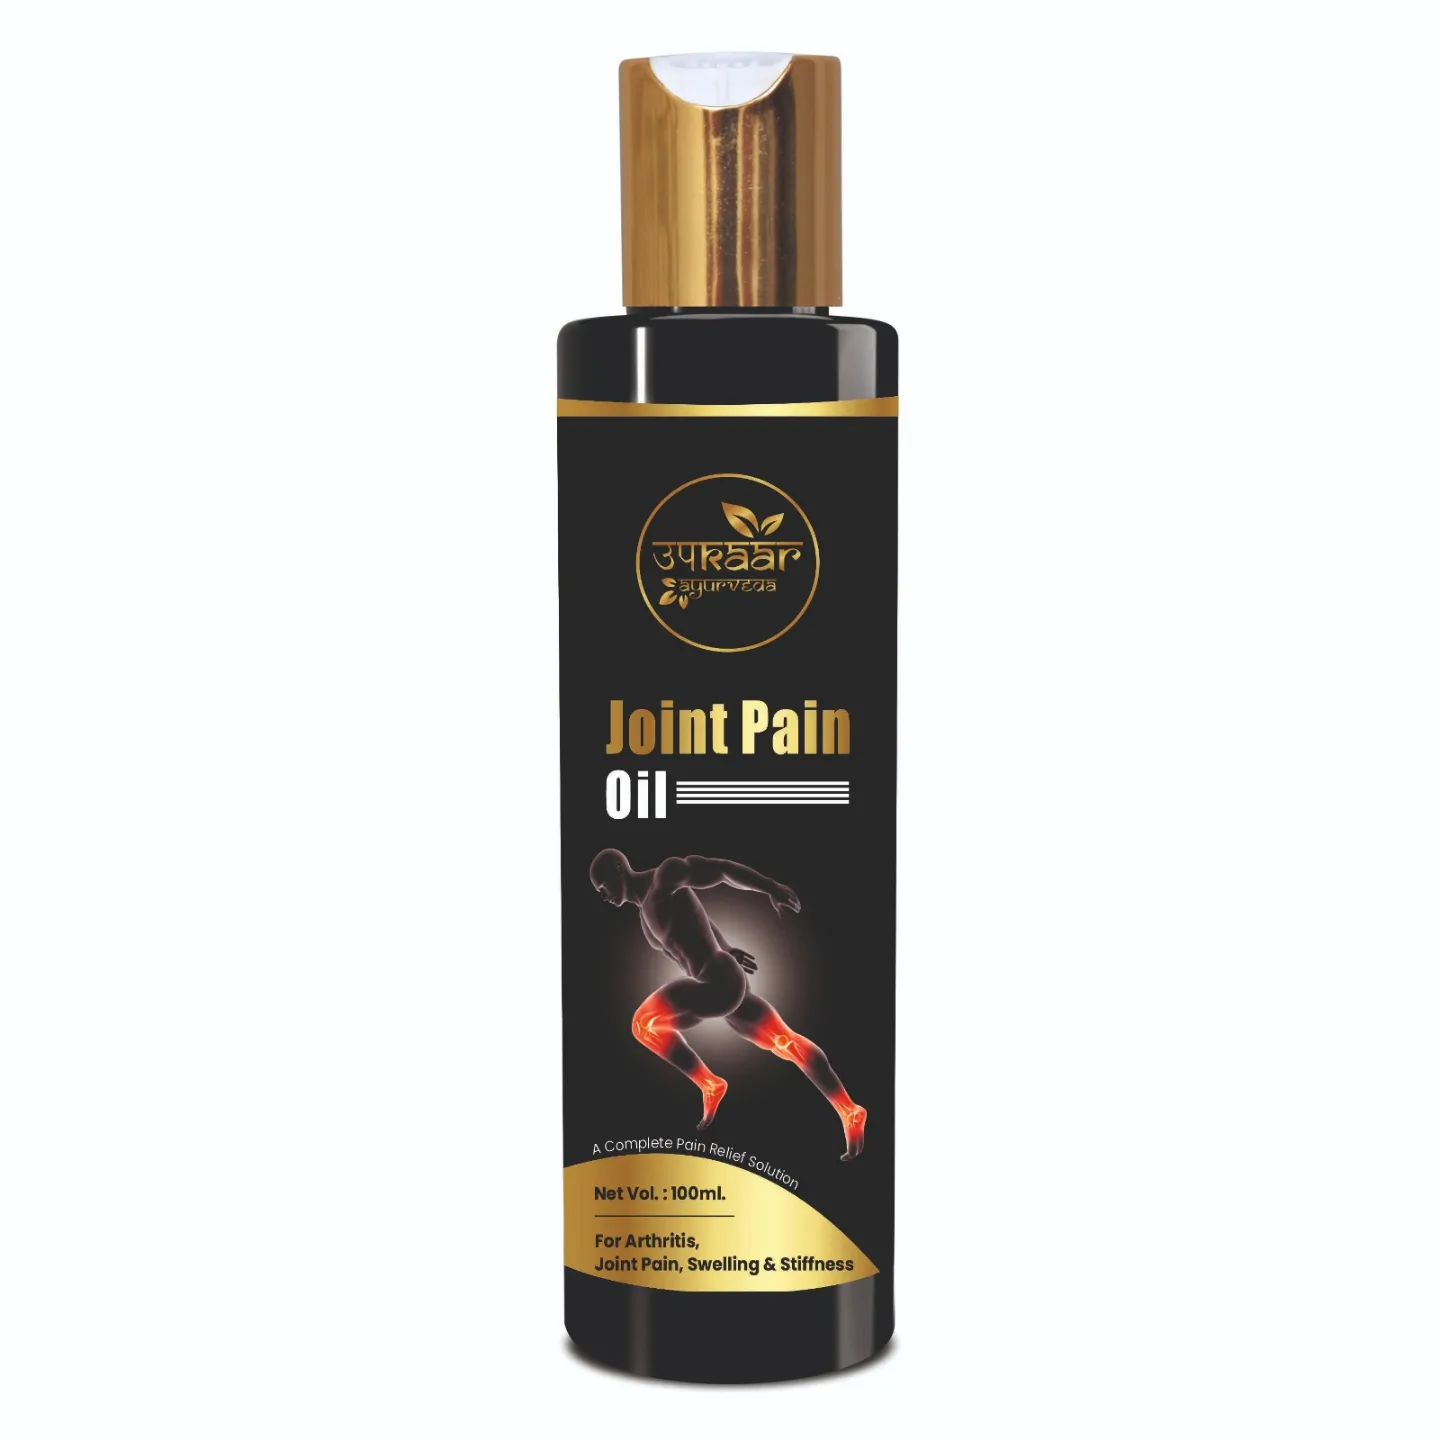 उपkaar
ayurveda
Joint Pain
Oil
A Complete Pain Relief Solution
Net Vol. : 100ml.
For Arthritis,
Joint Pain, Swelling & Stiffness